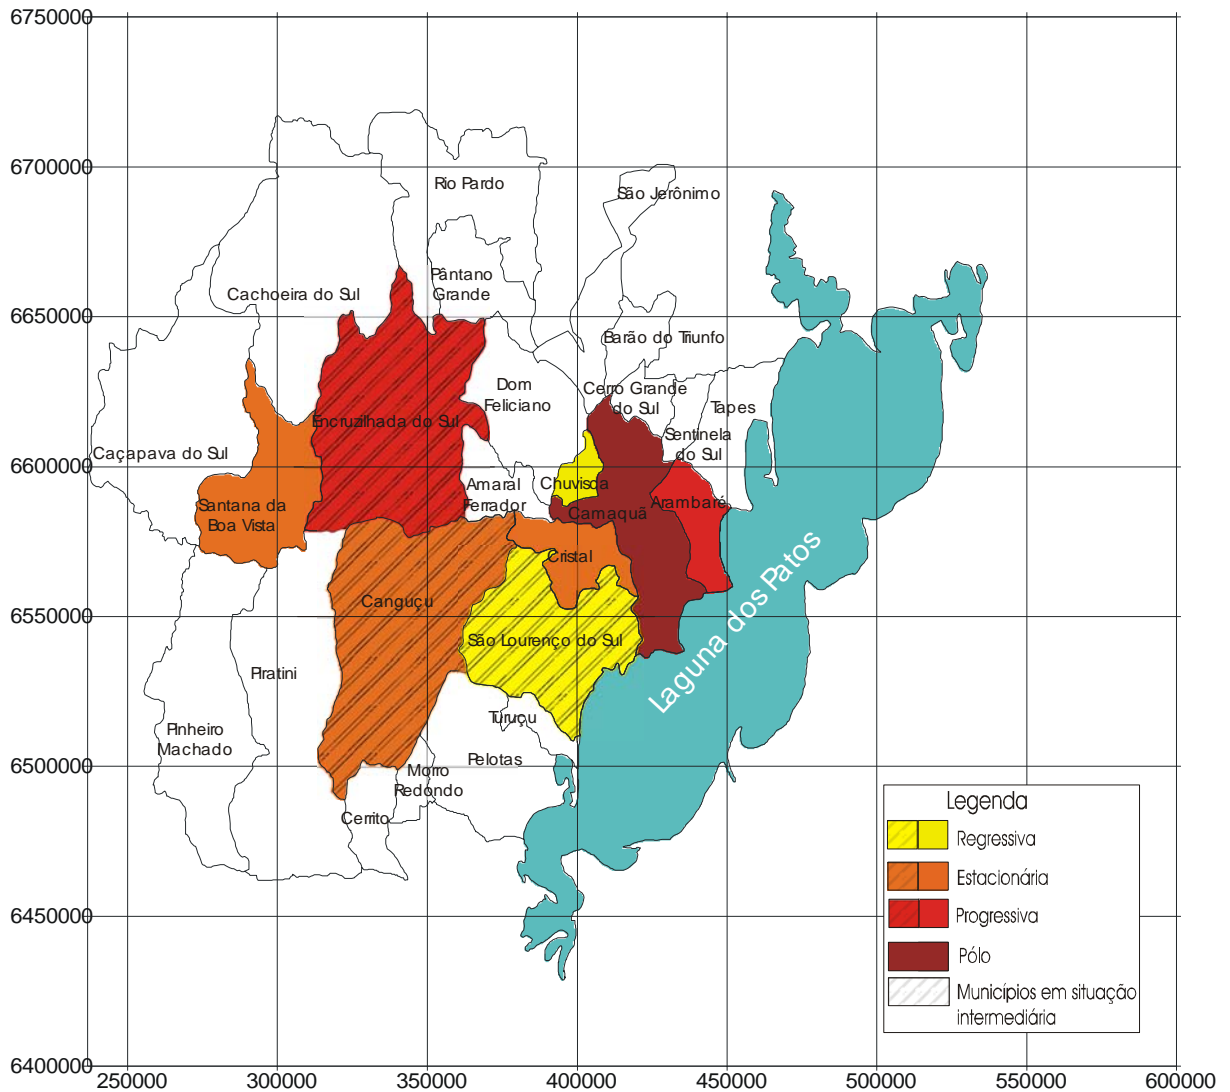 6750000
6700000
Rio Pardo
São Jerônimo
Pântano
Grande
Cachoeira do Sul
6650000
Barão do Triunfo
Dom
Feliciano
Cerro Grande
do Sul
Tapes
Encruzilhada do Sul
Sentinela
do Sul
Caçapava do Sul
6600000
Amaral
Ferrador
Chuvisca
Arambaré
Santana da
Boa Vista
Camaquã
Cristal
Laguna dos Patos
Canguçu
6550000
São Lourenço do Sul
Piratini
Turuçu
Pinheiro
Machado
Pelotas
6500000
Morro
Redondo
Cerrito
Legenda
Regressiva
Estacionária
Progressiva
Pólo
Municípios em situação
intermediária
6450000
6400000
250000 300000 350000 400000 450000 500000 550000 600000